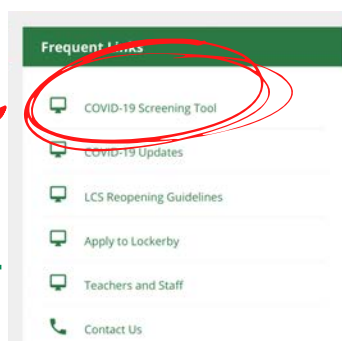 Frequent Links
COVID-19 Screening Tool
COVID-19 Updates
LCS Reopening Guidelines
Apply to Lockerby
Teachers and Staff
Contact Us